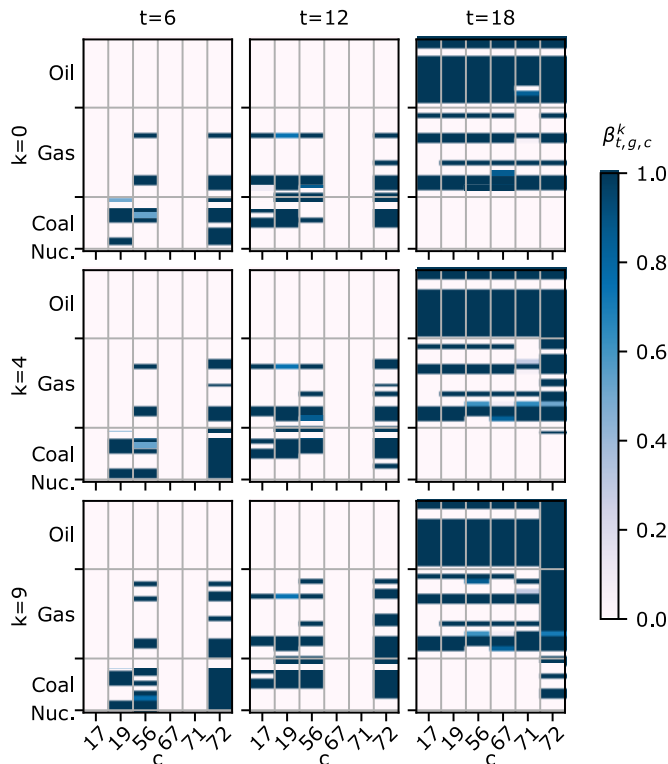 t=6 t=12 t=18
k=0
Oil
Gas
Coal
Nuc.
k=4
Oil
Gas
Coal
Nuc.
k=9
Oil
Gas
Coal
Nuc.
17 19 56 67 71 72
17 19 56 67 71 72
17 19 56 67 71 72
c c c
β^k_{t,g,c}
1.0
0.8
0.6
0.4
0.2
0.0